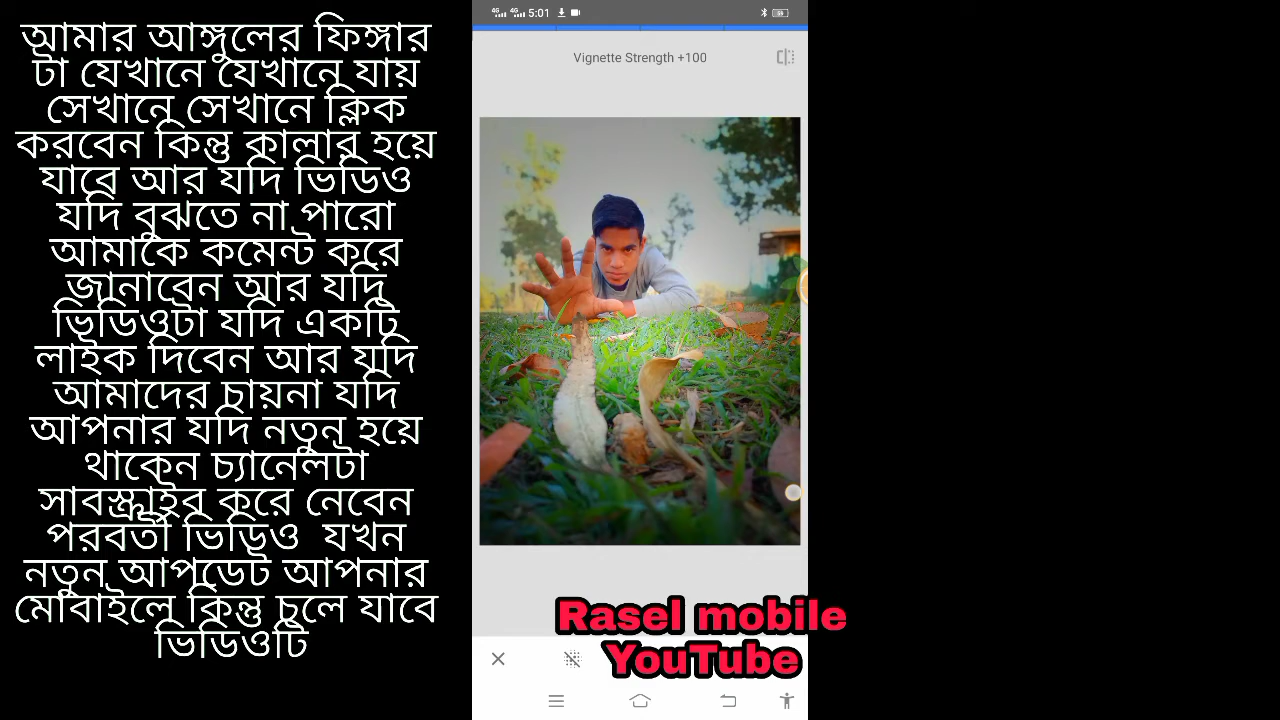 আমার আঙ্গুলের ফিঙ্গার
টা যেখানে যেখানে যায়
সেখানে সেখানে ক্লিক
করবেন কিন্তু কালার হয়ে
যাবে আর যদি ভিডিও
যদি বুঝতে না পারো
আমাকে কমেন্ট করে
জানাবেন আর যদি
ভিডিওটা যদি একটি
লাইক দিবেন আর যদি
আমাদের চায়না যদি
আপনার যদি নতুন হয়ে
থাকেন চ্যানেলটা
সাবস্ক্রাইব করে নেবেন
পরবর্তী ভিডিও যখন
নতুন আপডেট আপনার
মোবাইলে কিন্তু চলে যাবে
ভিডিওটি
4G 4G 5:01
Vignette Strength +100
Rasel mobile
YouTube